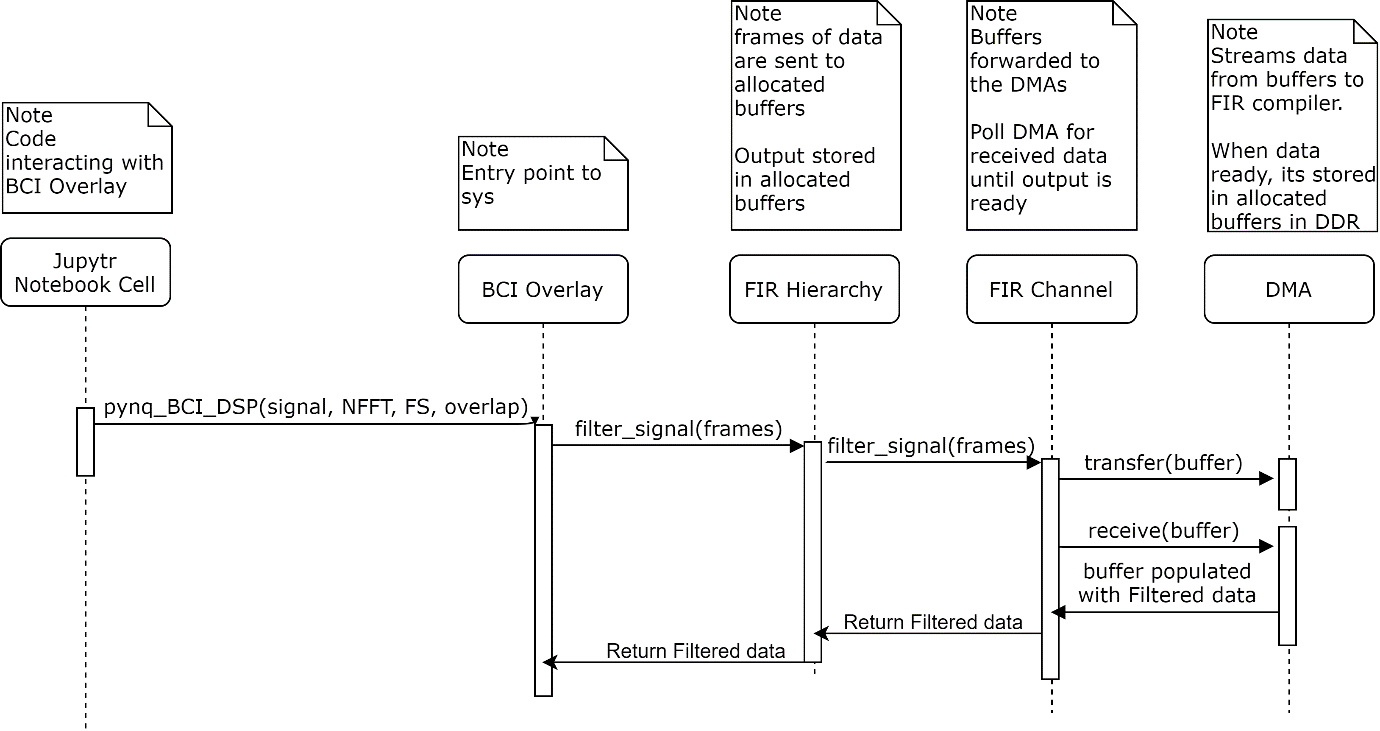 Note
Code
interacting with
BCI Overlay
Note
Entry point to
sys
Note
frames of data
are sent to
allocated
buffers
Output stored
in allocated
buffers
Note
Buffers
forwarded to
the DMAs
Poll DMA for
received data
until output is
ready
Note
Streams data
from buffers to
FIR compiler.
When data
ready, its stored
in allocated
buffers in DDR
Jupytr
Notebook Cell
BCI Overlay
FIR Hierarchy
FIR Channel
DMA
pynq_BCI_DSP(signal, NFFT, FS, overlap)
filter_signal(frames)
filter_signal(frames)
transfer(buffer)
receive(buffer)
buffer populated
with Filtered data
Return Filtered data
Return Filtered data